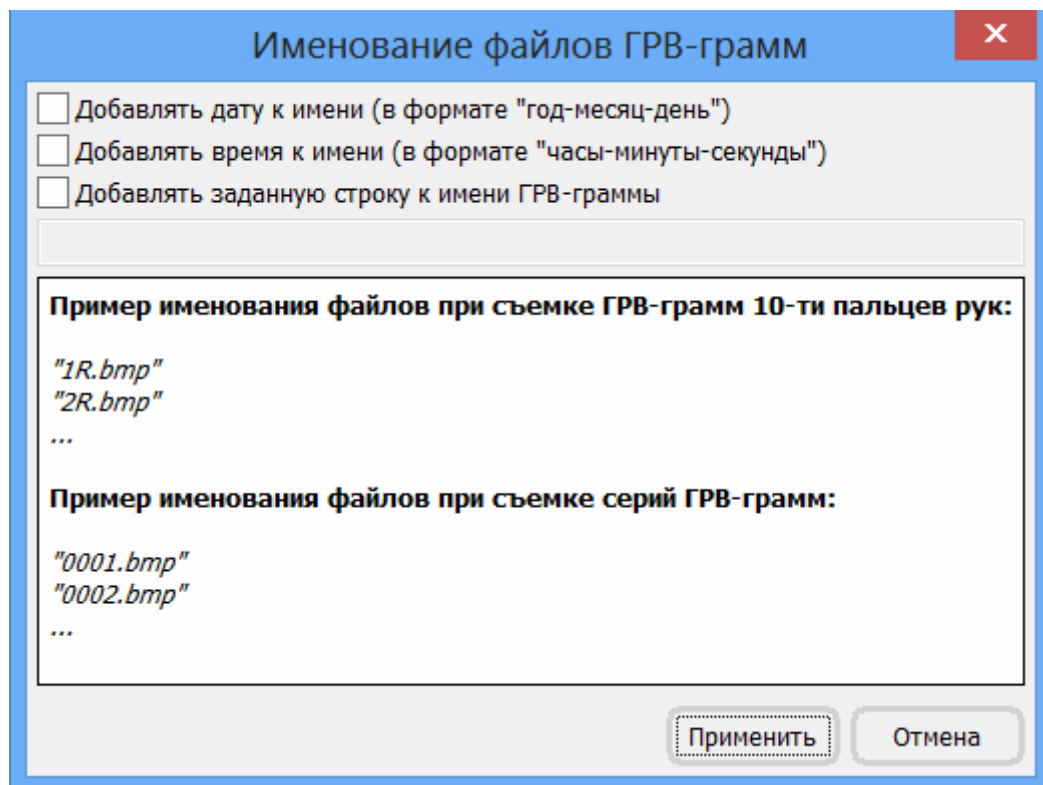 Именование файлов ГРВ-грамм
Добавлять дату к имени (в формате "год-месяц-день")
Добавлять время к имени (в формате "часы-минуты-секунды")
Добавлять заданную строку к имени ГРВ-граммы
Пример именования файлов при съемке ГРВ-грамм 10-ти пальцев рук:
"1R.bmp"
"2R.bmp"
...
Пример именования файлов при съемке серий ГРВ-грамм:
"0001.bmp"
"0002.bmp"
...
Применить Отмена